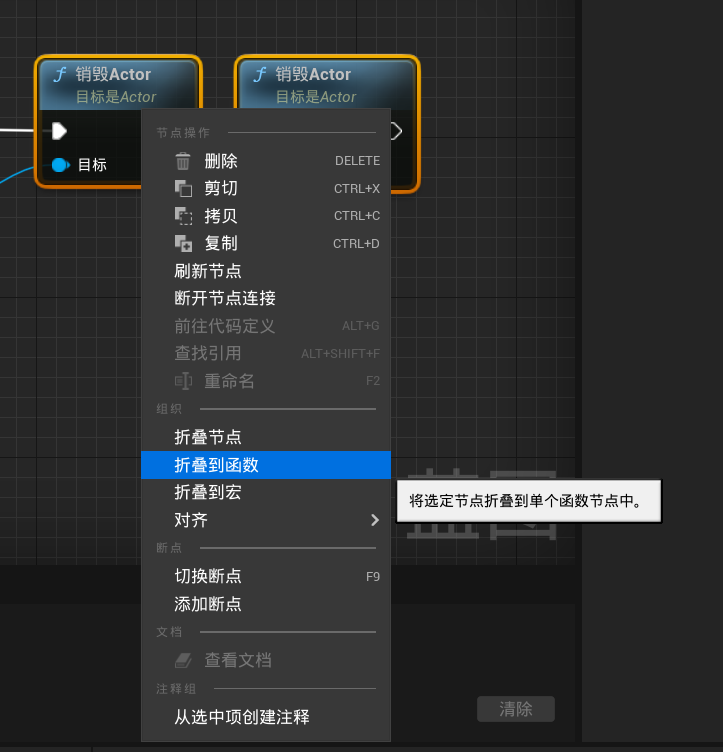 销毁Actor
目标是Actor
销毁Actor
目标是Actor
目标
节点操作
删除 DELETE
剪切 CTRL+X
拷贝 CTRL+C
复制 CTRL+D
刷新节点
断开节点连接
前往代码定义 ALT+G
查找引用 ALT+SHIFT+F
重命名 F2
组织
折叠节点
折叠到函数
折叠到宏
对齐
断点
切换断点 F9
添加断点
文档
查看文档
注释组
从选中项创建注释
蓝图
将选定节点折叠到单个函数节点中。
清除